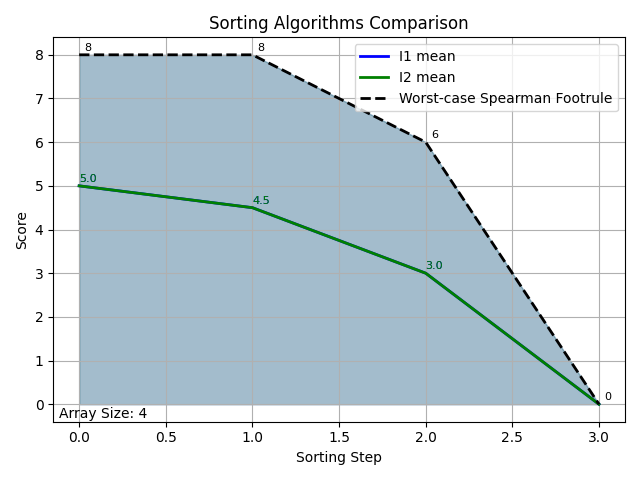 Sorting Algorithms Comparison
I1 mean
I2 mean
Worst-case Spearman Footrule
8
8
6
0
5.0
4.5
3.0
8
7
6
5
4
3
2
1
0
Score
Array Size: 4
0.0 0.5 1.0 1.5 2.0 2.5 3.0
Sorting Step